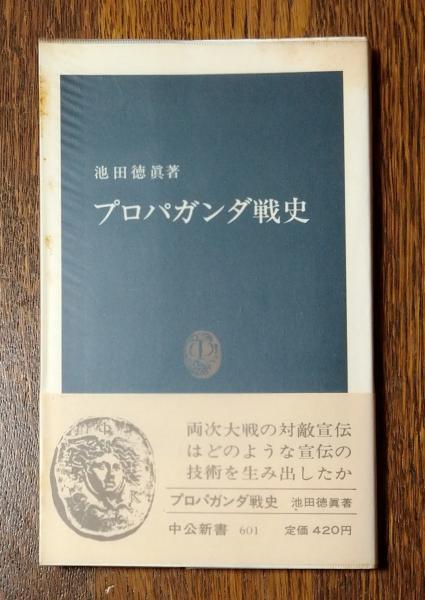 池田徳眞著
プロパガンダ戦史
両次大戦の対敵宣伝
はどのような宣伝の
技術を生み出したか
プロパガンダ戦史 池田徳眞著
中公新書 601 定価 420円